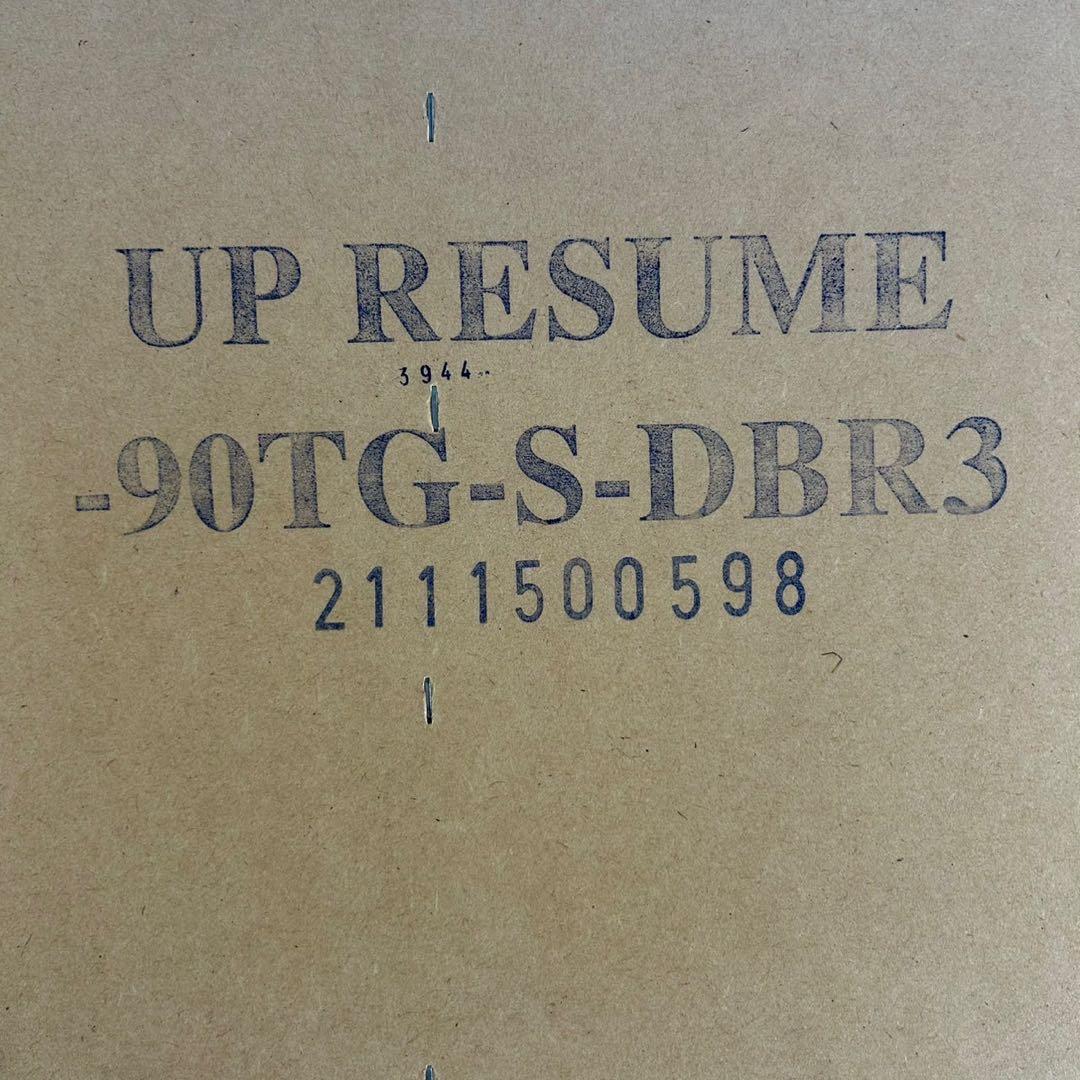 UP RESUME
3944
-90TG-S-DBR3
2111500598